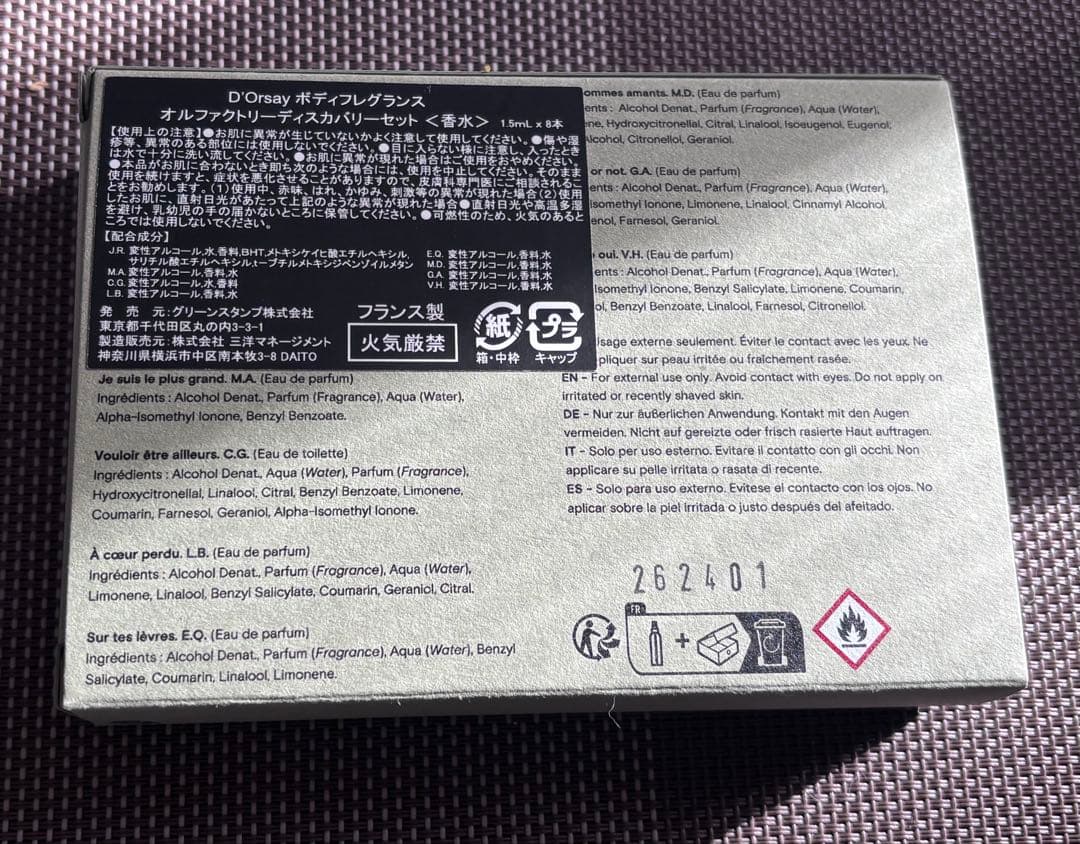 D'Orsay ボディフレグランス
オルファクトリーディスカバリーセット ＜香水＞ 1.5mL x 8本
【使用上の注意】●お肌に異常が生じていないかよく注意して使用してください。●傷や湿
疹等、異常のある部位には使用しないでください。●目に入らない様に注意し、入ったとき
は水で十分に洗い流してください。●お肌に異常が現れた場合はご使用をおやめください。
●本品がお肌に合わないとき即ち次のような場合には、使用を中止してください。そのまま
使用を続けますと、症状を悪化させることがありますので、皮膚科専門医にご相談されるこ
とをお勧めします。(1)使用中、赤味、はれ、かゆみ、刺激等の異常が現れた場合(2)使用
したお肌に、直射日光があたって上記のような異常が現れた場合●直射日光や高温多湿
を避け、乳幼児の手の届かないところに保管してください。●可燃性のため、火気のあると
ころでは使用しないでください。
【配合成分】
J.R. 変性アルコール,水,香料,BHT,メトキシケイヒ酸エチルヘキシル,
サリチル酸エチルヘキシル,t-ブチルメトキシジベンゾイルメタン
M.A. 変性アルコール,香料,水
C.G. 変性アルコール,水,香料
L.B. 変性アルコール,香料,水
E.Q. 変性アルコール,香料,水
M.D. 変性アルコール,香料,水
G.A. 変性アルコール,香料,水
V.H. 変性アルコール,香料,水
発 売 元:グリーンスタンプ株式会社
東京都千代田区丸の内3-3-1
製造販売元:株式会社 三洋マネージメント
神奈川県横浜市中区南本牧3-8 DAITO
フランス製
火気厳禁
紙
箱・中枠
プラ
キャップ
Je suis le plus grand. M.A. (Eau de parfum)
Ingrédients : Alcohol Denat., Parfum (Fragrance), Aqua (Water),
Alpha-Isomethyl Ionone, Benzyl Benzoate.
Vouloir être ailleurs. C.G. (Eau de toilette)
Ingrédients : Alcohol Denat., Aqua (Water), Parfum (Fragrance),
Hydroxycitronellal, Linalool, Citral, Benzyl Benzoate, Limonene,
Coumarin, Farnesol, Geraniol, Alpha-Isomethyl Ionone.
À cœur perdu. L.B. (Eau de parfum)
Ingrédients : Alcohol Denat., Parfum (Fragrance), Aqua (Water),
Limonene, Linalool, Benzyl Salicylate, Coumarin, Geraniol, Citral.
Sur tes lèvres. E.Q. (Eau de parfum)
Ingrédients : Alcohol Denat., Parfum (Fragrance), Aqua (Water), Benzyl
Salicylate, Coumarin, Linalool, Limonene.
ommes amants. M.D. (Eau de parfum)
ents : Alcohol Denat., Parfum (Fragrance), Aqua (Water),
ne, Hydroxycitronellal, Citral, Linalool, Isoeugenol, Eugenol,
lcohol, Citronellol, Geraniol.
or not. G.A. (Eau de parfum)
ents : Alcohol Denat., Parfum (Fragrance), Aqua (Water),
Isomethyl Ionone, Limonene, Linalool, Cinnamyl Alcohol,
enol, Farnesol, Geraniol.
oui. V.H. (Eau de parfum)
ents : Alcohol Denat., Parfum (Fragrance), Aqua (Water),
Isomethyl Ionone, Benzyl Salicylate, Limonene, Coumarin,
ol, Benzyl Benzoate, Linalool, Farnesol, Citronellol.
usage externe seulement. Éviter le contact avec les yeux. Ne
pliquer sur peau irritée ou fraîchement rasée.
EN - For external use only. Avoid contact with eyes. Do not apply on
irritated or recently shaved skin.
DE - Nur zur äußerlichen Anwendung. Kontakt mit den Augen
vermeiden. Nicht auf gereizte oder frisch rasierte Haut auftragen.
IT - Solo per uso esterno. Evitare il contatto con gli occhi. Non
applicare su pelle irritata o rasata di recente.
ES - Solo para uso externo. Evitese el contacto con los ojos. No
aplicar sobre la piel irritada o justo después del afeitado.
262401
FR